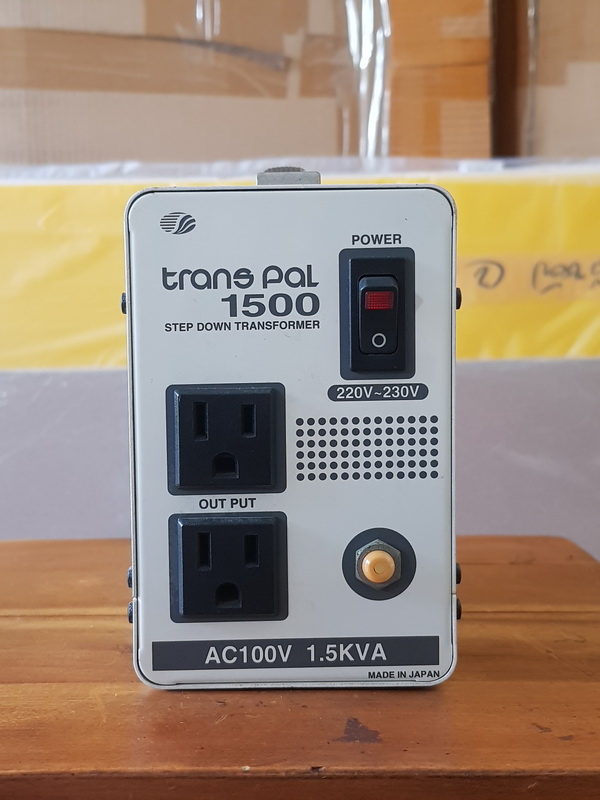 trans pal
1500
STEP DOWN TRANSFORMER
POWER
O
220V~230V
OUT PUT
AC100V 1.5KVA
MADE IN JAPAN